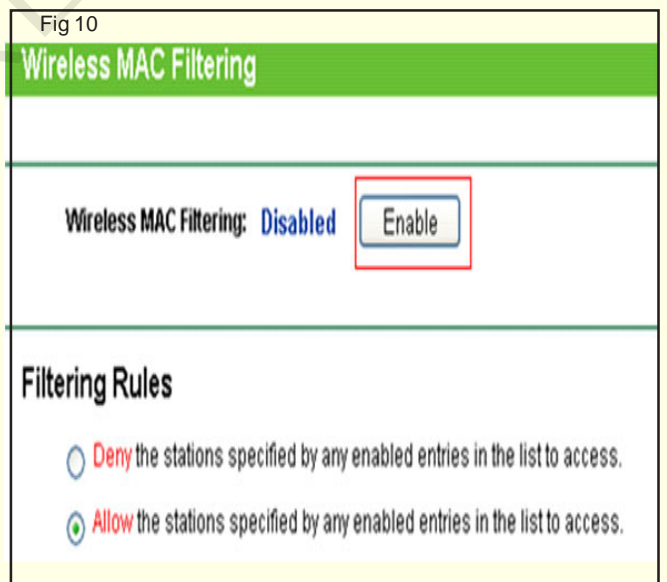 Fig 10
Wireless MAC Filtering
Wireless MAC Filtering: Disabled Enable
Filtering Rules
Deny the stations specified by any enabled entries in the list to access.
Allow the stations specified by any enabled entries in the list to access.